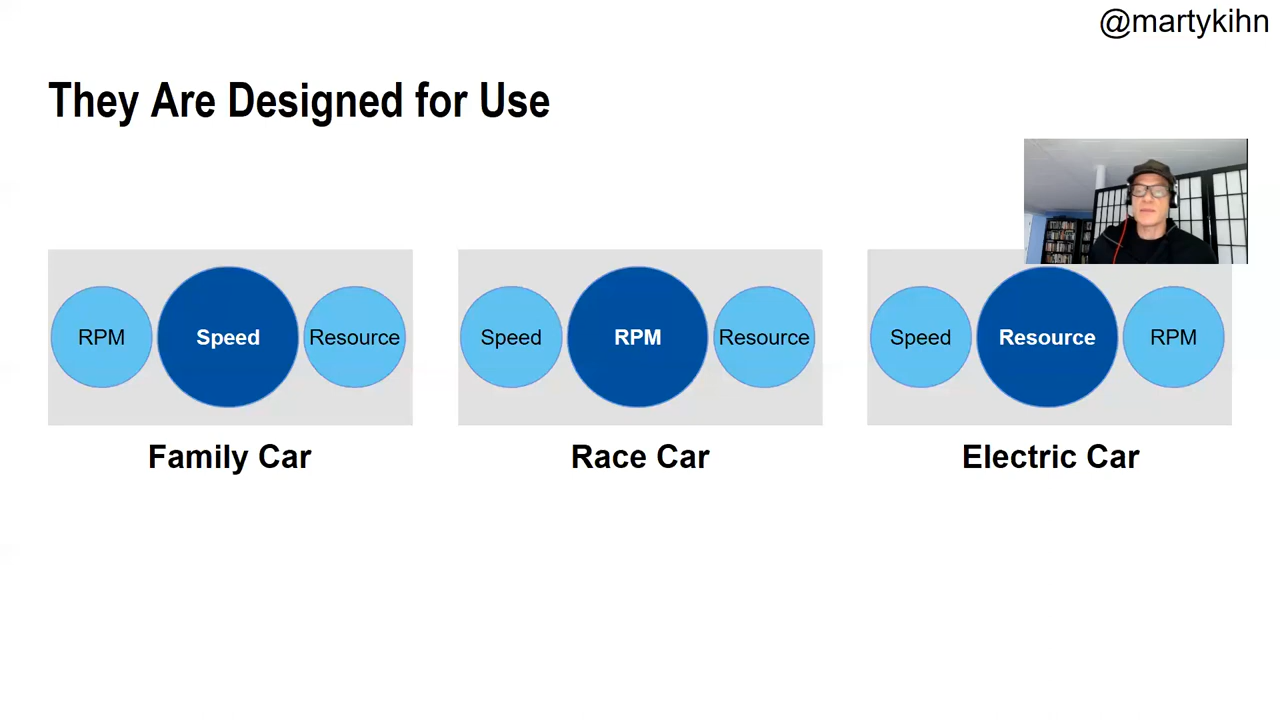 @martykihn
They Are Designed for Use
RPM Speed Resource
Speed RPM Resource
Speed Resource RPM
Family Car
Race Car
Electric Car